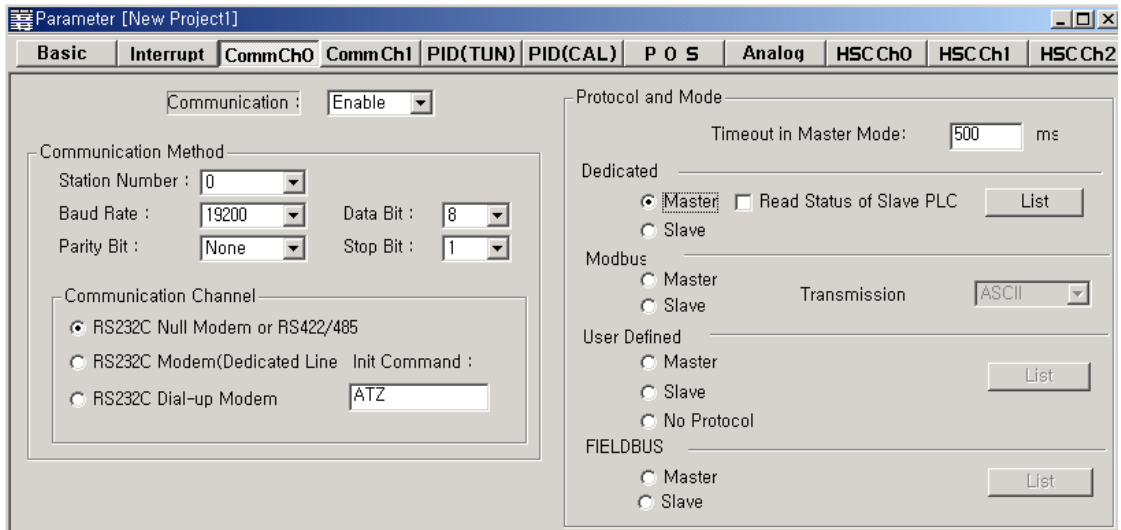 Parameter [New Project1]
Basic Interrupt CommCh0 CommCh1 PID(TUN) PID(CAL) P O S Analog HSCCh0 HSCCh1 HSCCh2
Communication : Enable
Communication Method
Station Number : 0
Baud Rate : 19200 Data Bit : 8
Parity Bit : None Stop Bit : 1
Communication Channel
RS232C Null Modem or RS422/485
RS232C Modem(Dedicated Line Init Command :
RS232C Dial-up Modem ATZ
Protocol and Mode
Timeout in Master Mode: 500 ms
Dedicated
Master Read Status of Slave PLC List
Slave
Modbus
Master
Slave
Transmission ASCII
User Defined
Master
Slave
No Protocol
List
FIELDBUS
Master
Slave
List